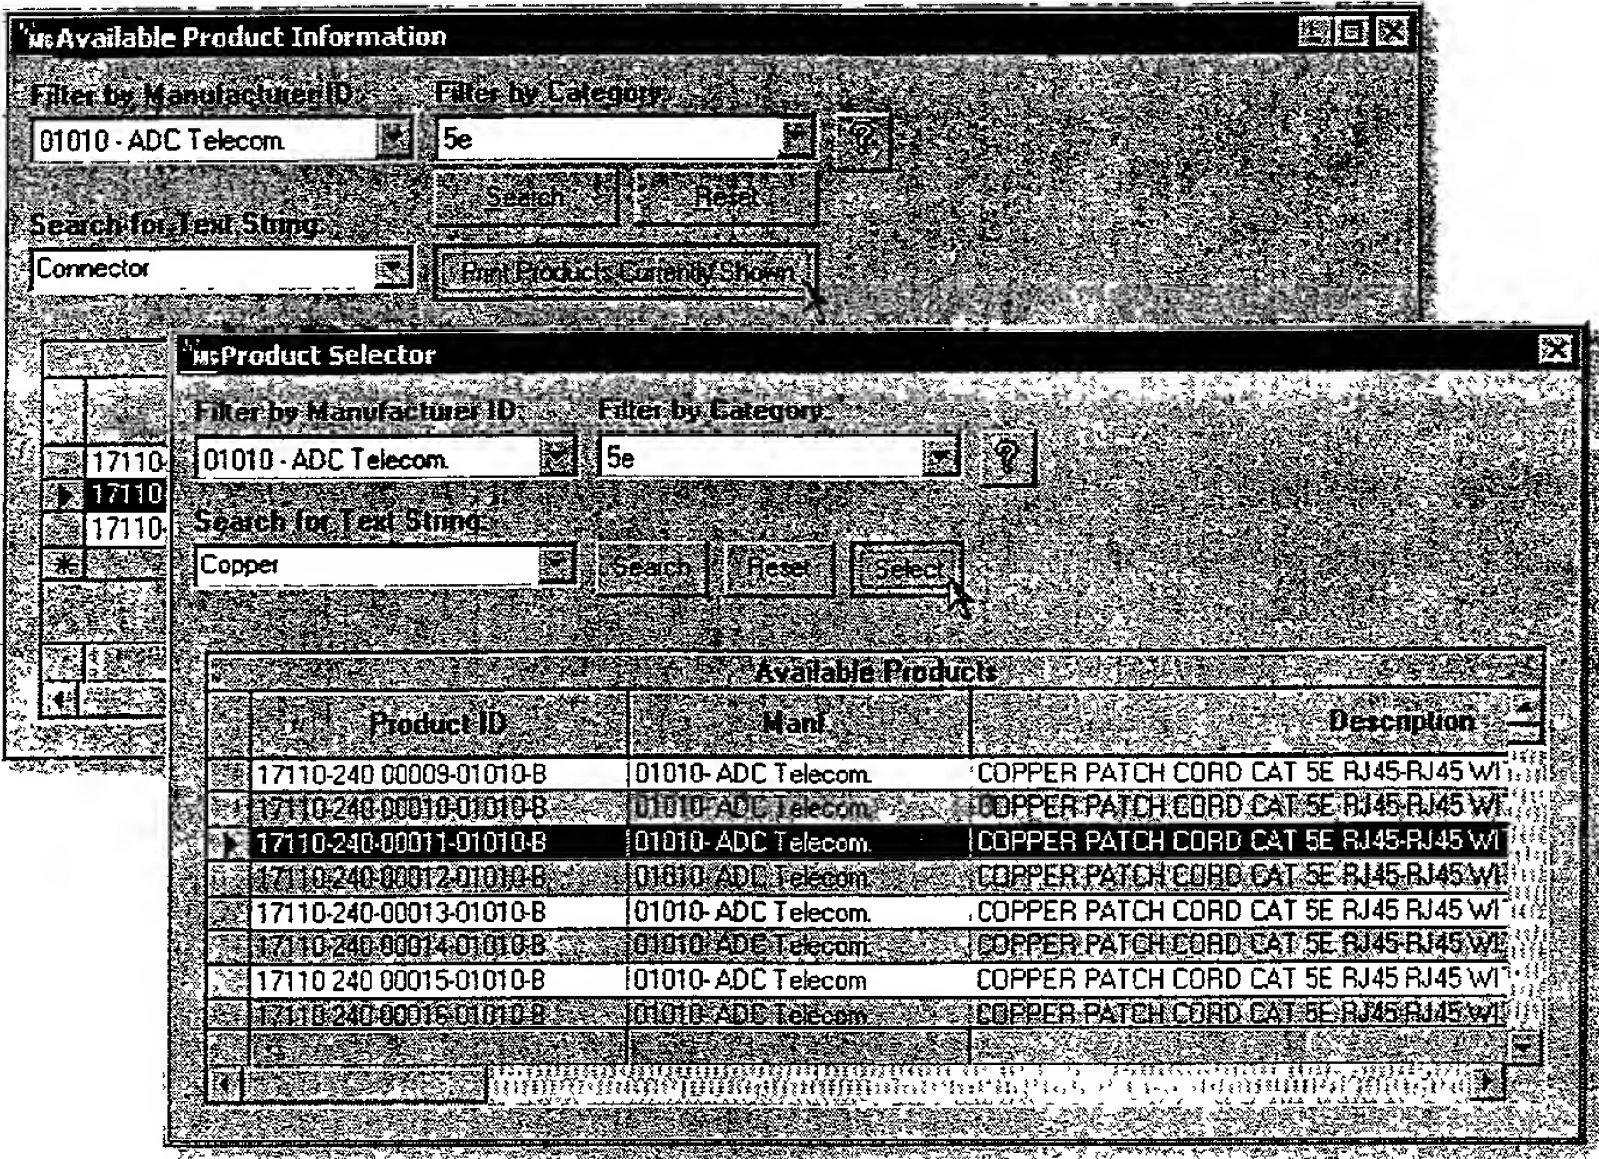 Available Product Information
Filter by Manufacturer ID: Filter by Category:
01010 - ADC Telecom. 5e ?
Search Reset
Search for Text String:
Connector Print Products Currently Shown
Product Selector
Filter by Manufacturer ID: Filter by Category:
17110- 01010 - ADC Telecom. 5e ?
17110
17110- Search for Text String:
Copper Search Reset Select
Available Products
Product ID Manf Description
17110-240 00009-01010-B 01010- ADC Telecom. COPPER PATCH CORD CAT 5E RJ45-RJ45 WI
17110-240-00010-01010-B 01010- ADC Telecom. COPPER PATCH CORD CAT 5E RJ45-RJ45 WI
17110-240-00011-01010-B 01010- ADC Telecom. COPPER PATCH CORD CAT 5E RJ45-RJ45 WI
17110-240-00012-01010-B 01010- ADC Telecom COPPER PATCH CORD CAT 5E RJ45-RJ45 WI
17110-240-00013-01010-B 01010- ADC Telecom. COPPER PATCH CORD CAT 5E RJ45 RJ45 WI
17110-240-00014-01010-B 01010- ADC Telecom. COPPER PATCH CORD CAT 5E RJ45-RJ45 WI
17110 240 00015-01010-B 01010- ADC Telecom COPPER PATCH CORD CAT 5E RJ45 RJ45 WI
17110-240-00016-01010-B 01010- ADC Telecom. COPPER PATCH CORD CAT 5E RJ45-RJ45 WI